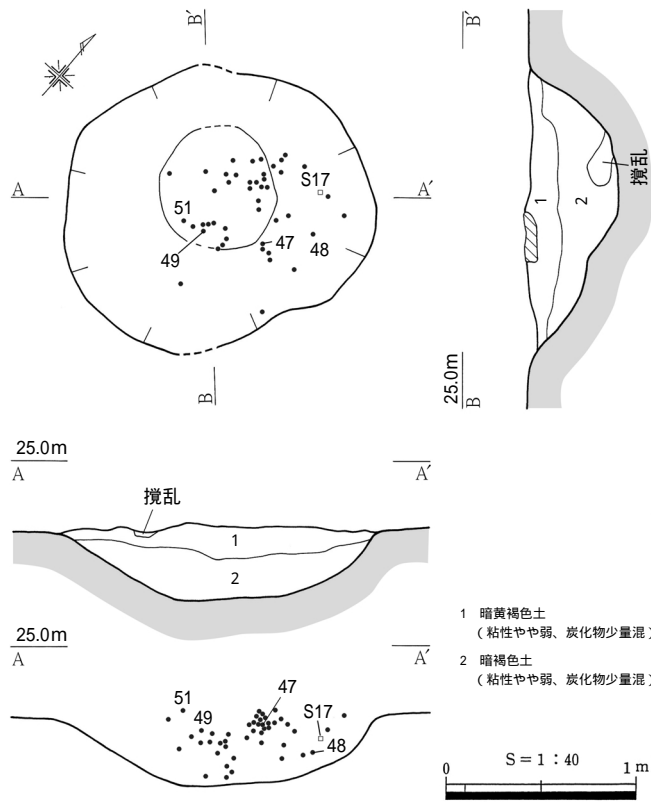 B′
A
A′
S17
51
49
47
48
B
B′
1
2
撹乱
25.0m
B
25.0m
A
A′
撹乱
1
2
25.0m
A
A′
51
49
47
S17
48
1 暗黄褐色土
（粘性やや弱、炭化物少量混）
2 暗褐色土
（粘性やや弱、炭化物少量混）
S=1:40
0
1m